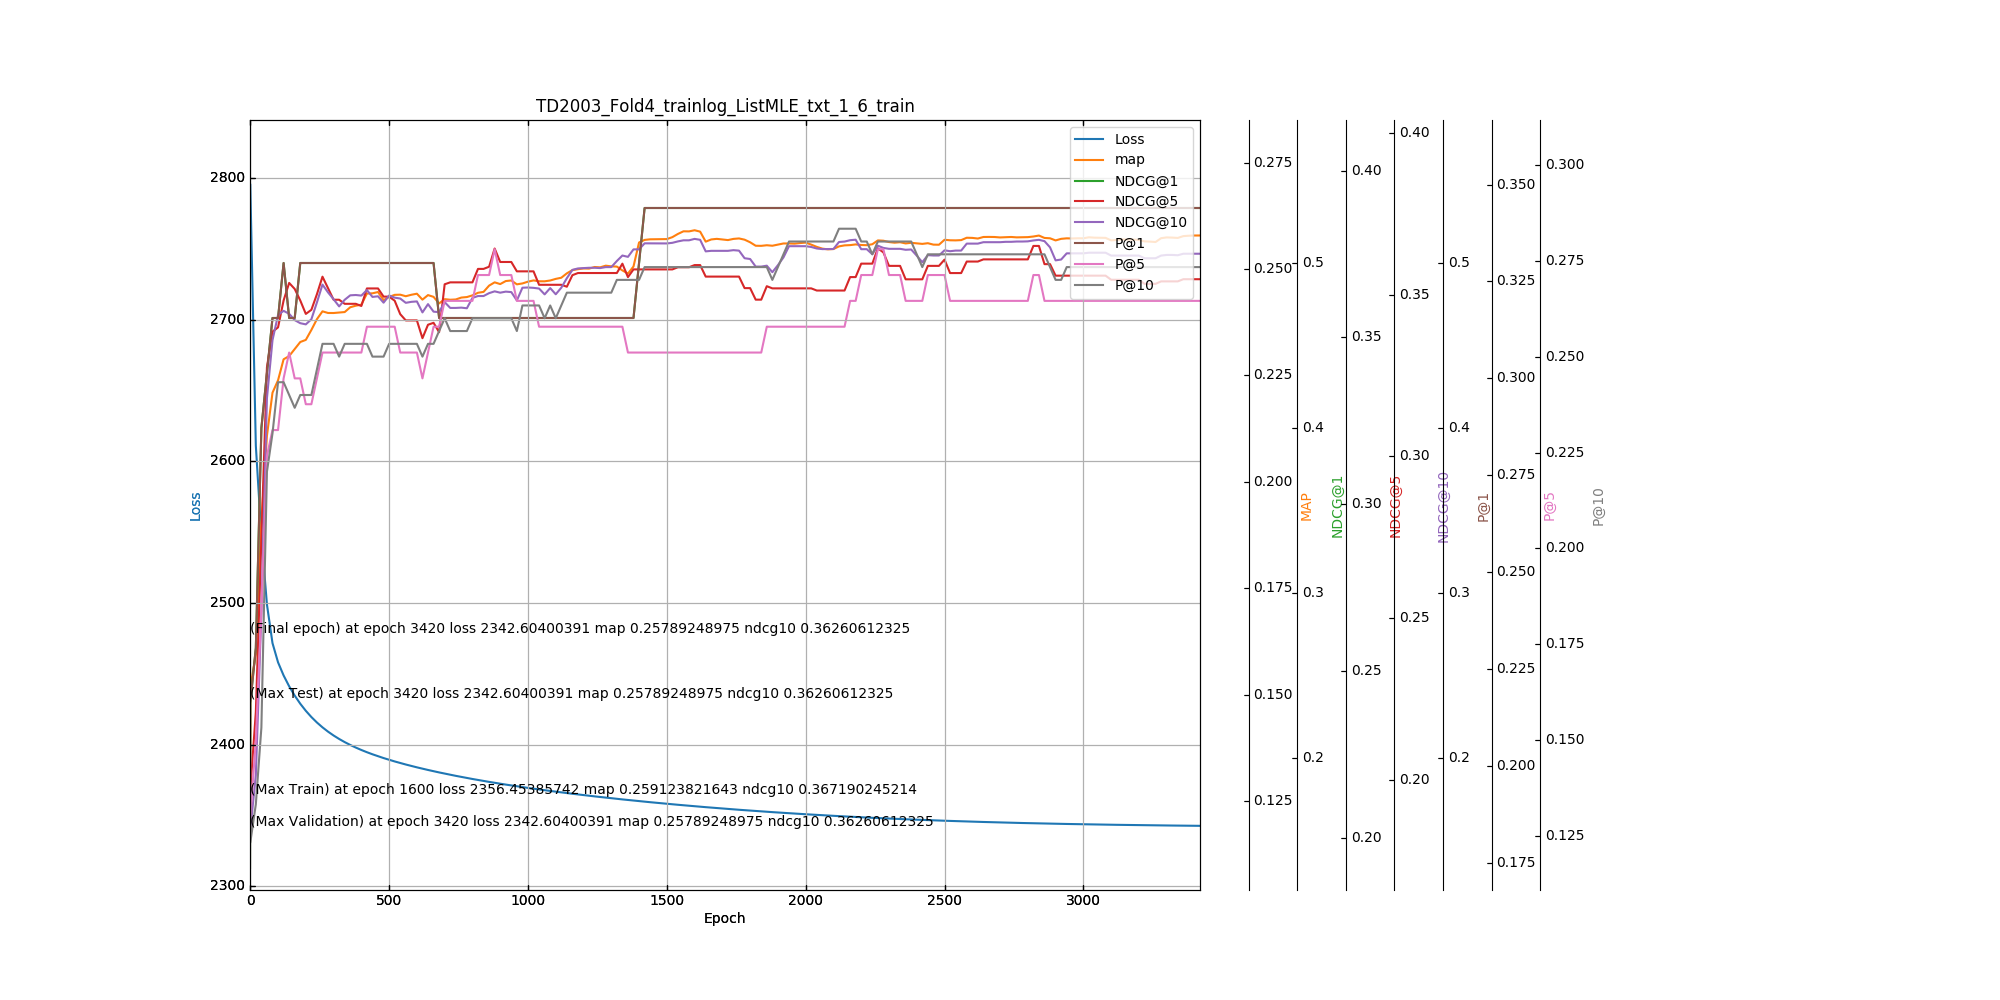 TD2003_Fold4_trainlog_ListMLE_txt_1_6_train
Loss
map
NDCG@1
NDCG@5
NDCG@10
P@1
P@5
P@10
2800
2700
2600
2500
2400
2300
Loss
0 500 1000 1500 2000 2500 3000
Epoch
(Final epoch) at epoch 3420 loss 2342.60400391 map 0.25789248975 ndcg10 0.36260612325
(Max Test) at epoch 3420 loss 2342.60400391 map 0.25789248975 ndcg10 0.36260612325
(Max Train) at epoch 1600 loss 2356.45385742 map 0.259123821643 ndcg10 0.367190245214
(Max Validation) at epoch 3420 loss 2342.60400391 map 0.25789248975 ndcg10 0.36260612325
0.275
0.250
0.225
0.200
0.175
0.150
0.125
MAP
0.5
0.4
0.3
0.2
NDCG@1
0.40
0.35
0.30
0.25
0.20
NDCG@5
0.40
0.35
0.30
0.25
0.20
NDCG@10
0.5
0.4
0.3
0.2
P@1
0.350
0.325
0.300
0.275
0.250
0.225
0.200
0.175
P@5
0.300
0.275
0.250
0.225
0.200
0.175
0.150
0.125
P@10